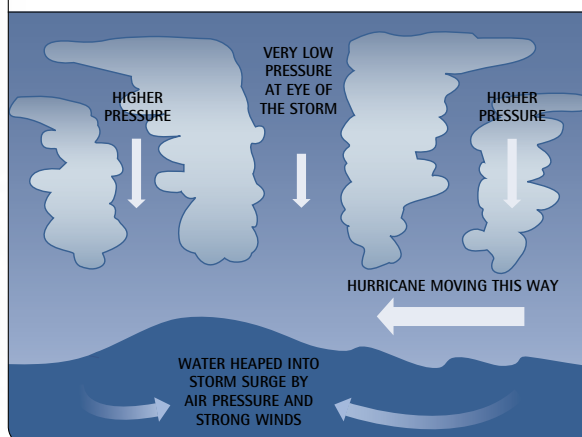 VERY LOW
PRESSURE
AT EYE OF
THE STORM
HIGHER
PRESSURE
HIGHER
PRESSURE
HURRICANE MOVING THIS WAY
WATER HEAPED INTO
STORM SURGE BY
AIR PRESSURE AND
STRONG WINDS